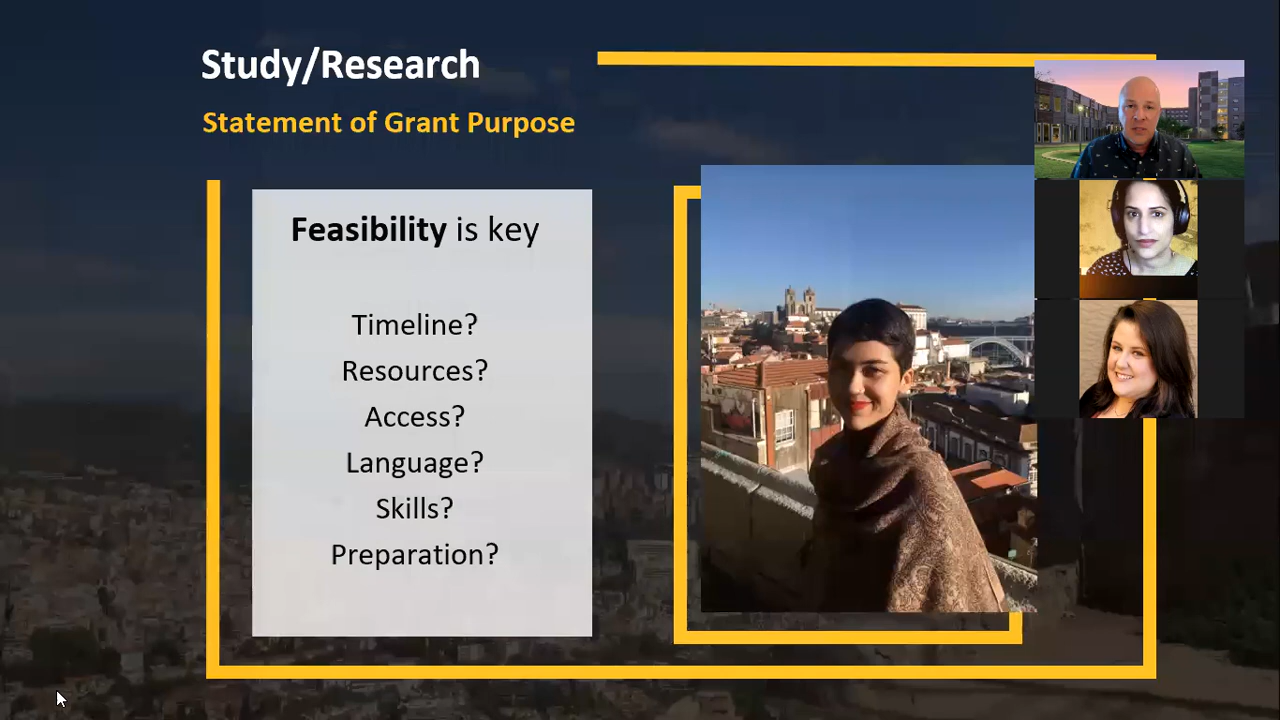 Study/Research
Statement of Grant Purpose
Feasibility is key
Timeline?
Resources?
Access?
Language?
Skills?
Preparation?